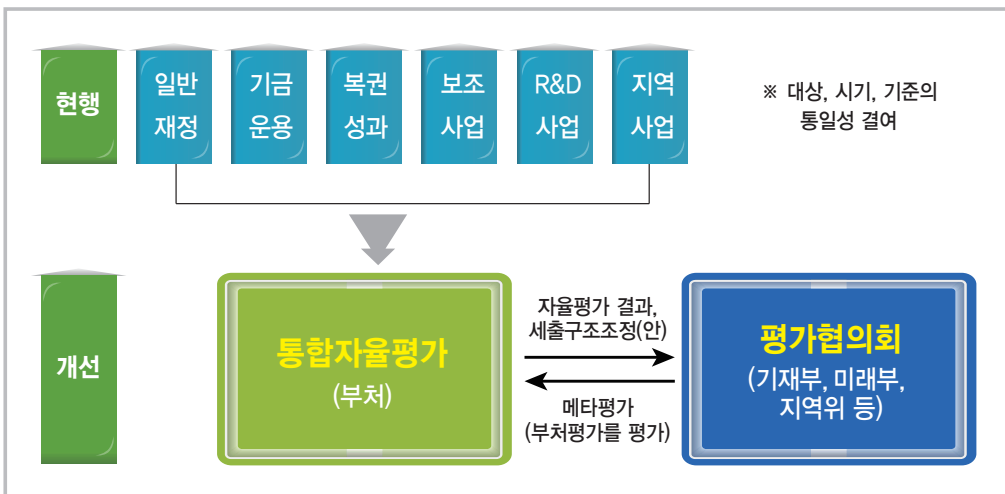 현행
일반
재정
기금
운용
복권
성과
보조
사업
R&D
사업
지역
사업
※ 대상, 시기, 기준의
통일성 결여
개선
통합자율평가
(부처)
자율평가 결과,
세출구조조정(안)
메타평가
(부처평가를 평가)
평가협의회
(기재부, 미래부,
지역위 등)